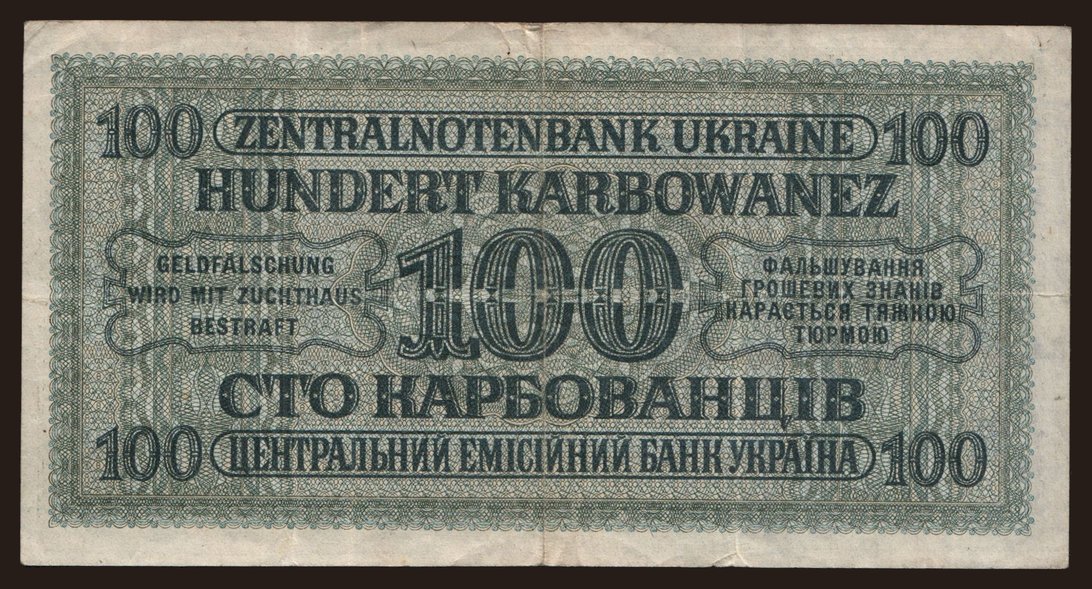 100 ZENTRALNOTENBANK UKRAINE 100
HUNDERT KARBOWANEZ
GELDFÄLSCHUNG
WIRD MIT ZUCHTHAUS
BESTRAFT
100
ФАЛЬШУВАННЯ
ГРОШЕВИХ ЗНАКІВ
КАРАЄТЬСЯ ТЯЖНОЮ
ТЮРМОЮ
СТО КАРБОВАНЦІВ
100 ЦЕНТРАЛЬНИЙ ЕМІСІЙНИЙ БАНК УКРАЇНА 100